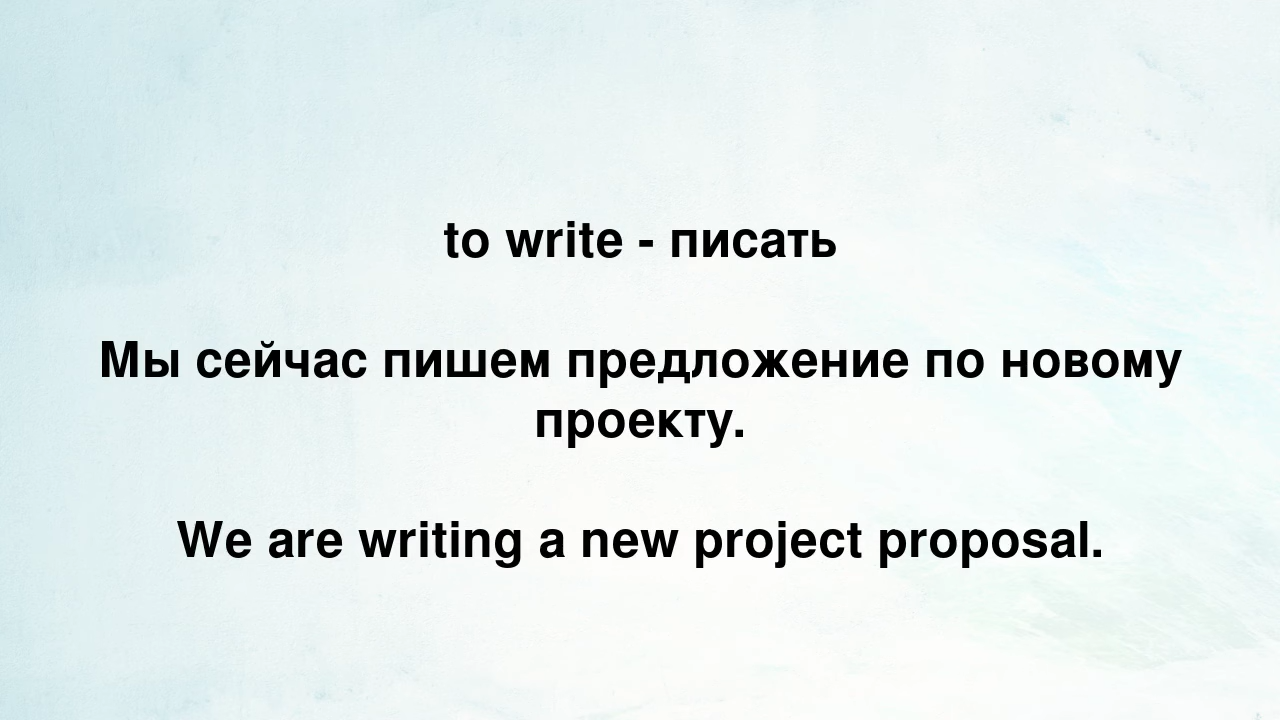 to write - писать
Мы сейчас пишем предложение по новому
проекту.
We are writing a new project proposal.